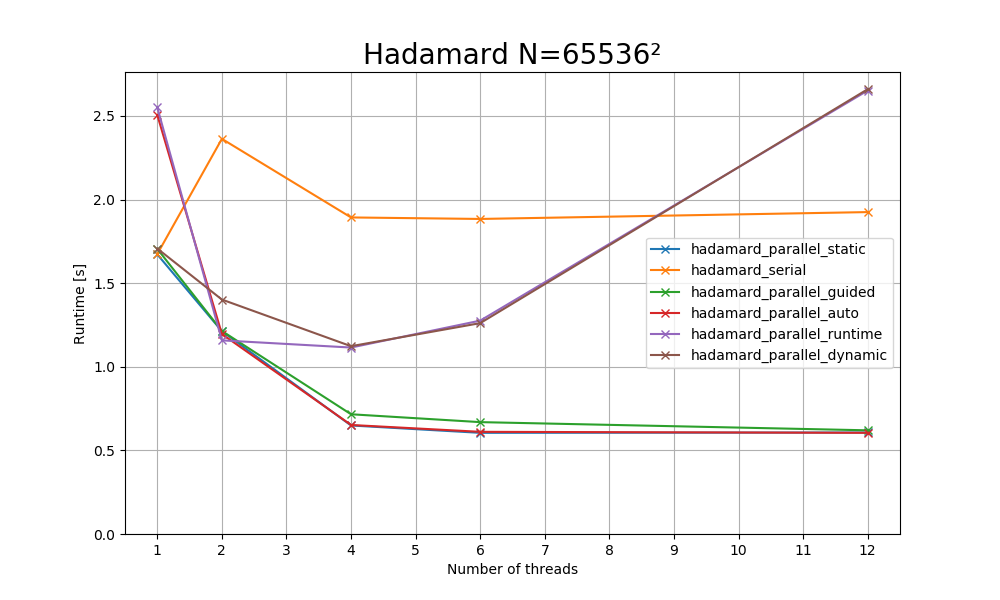 Hadamard N=65536²
Runtime [s]
2.5
2.0
1.5
1.0
0.5
0.0
hadamard_parallel_static
hadamard_serial
hadamard_parallel_guided
hadamard_parallel_auto
hadamard_parallel_runtime
hadamard_parallel_dynamic
1 2 3 4 5 6 7 8 9 10 11 12
Number of threads